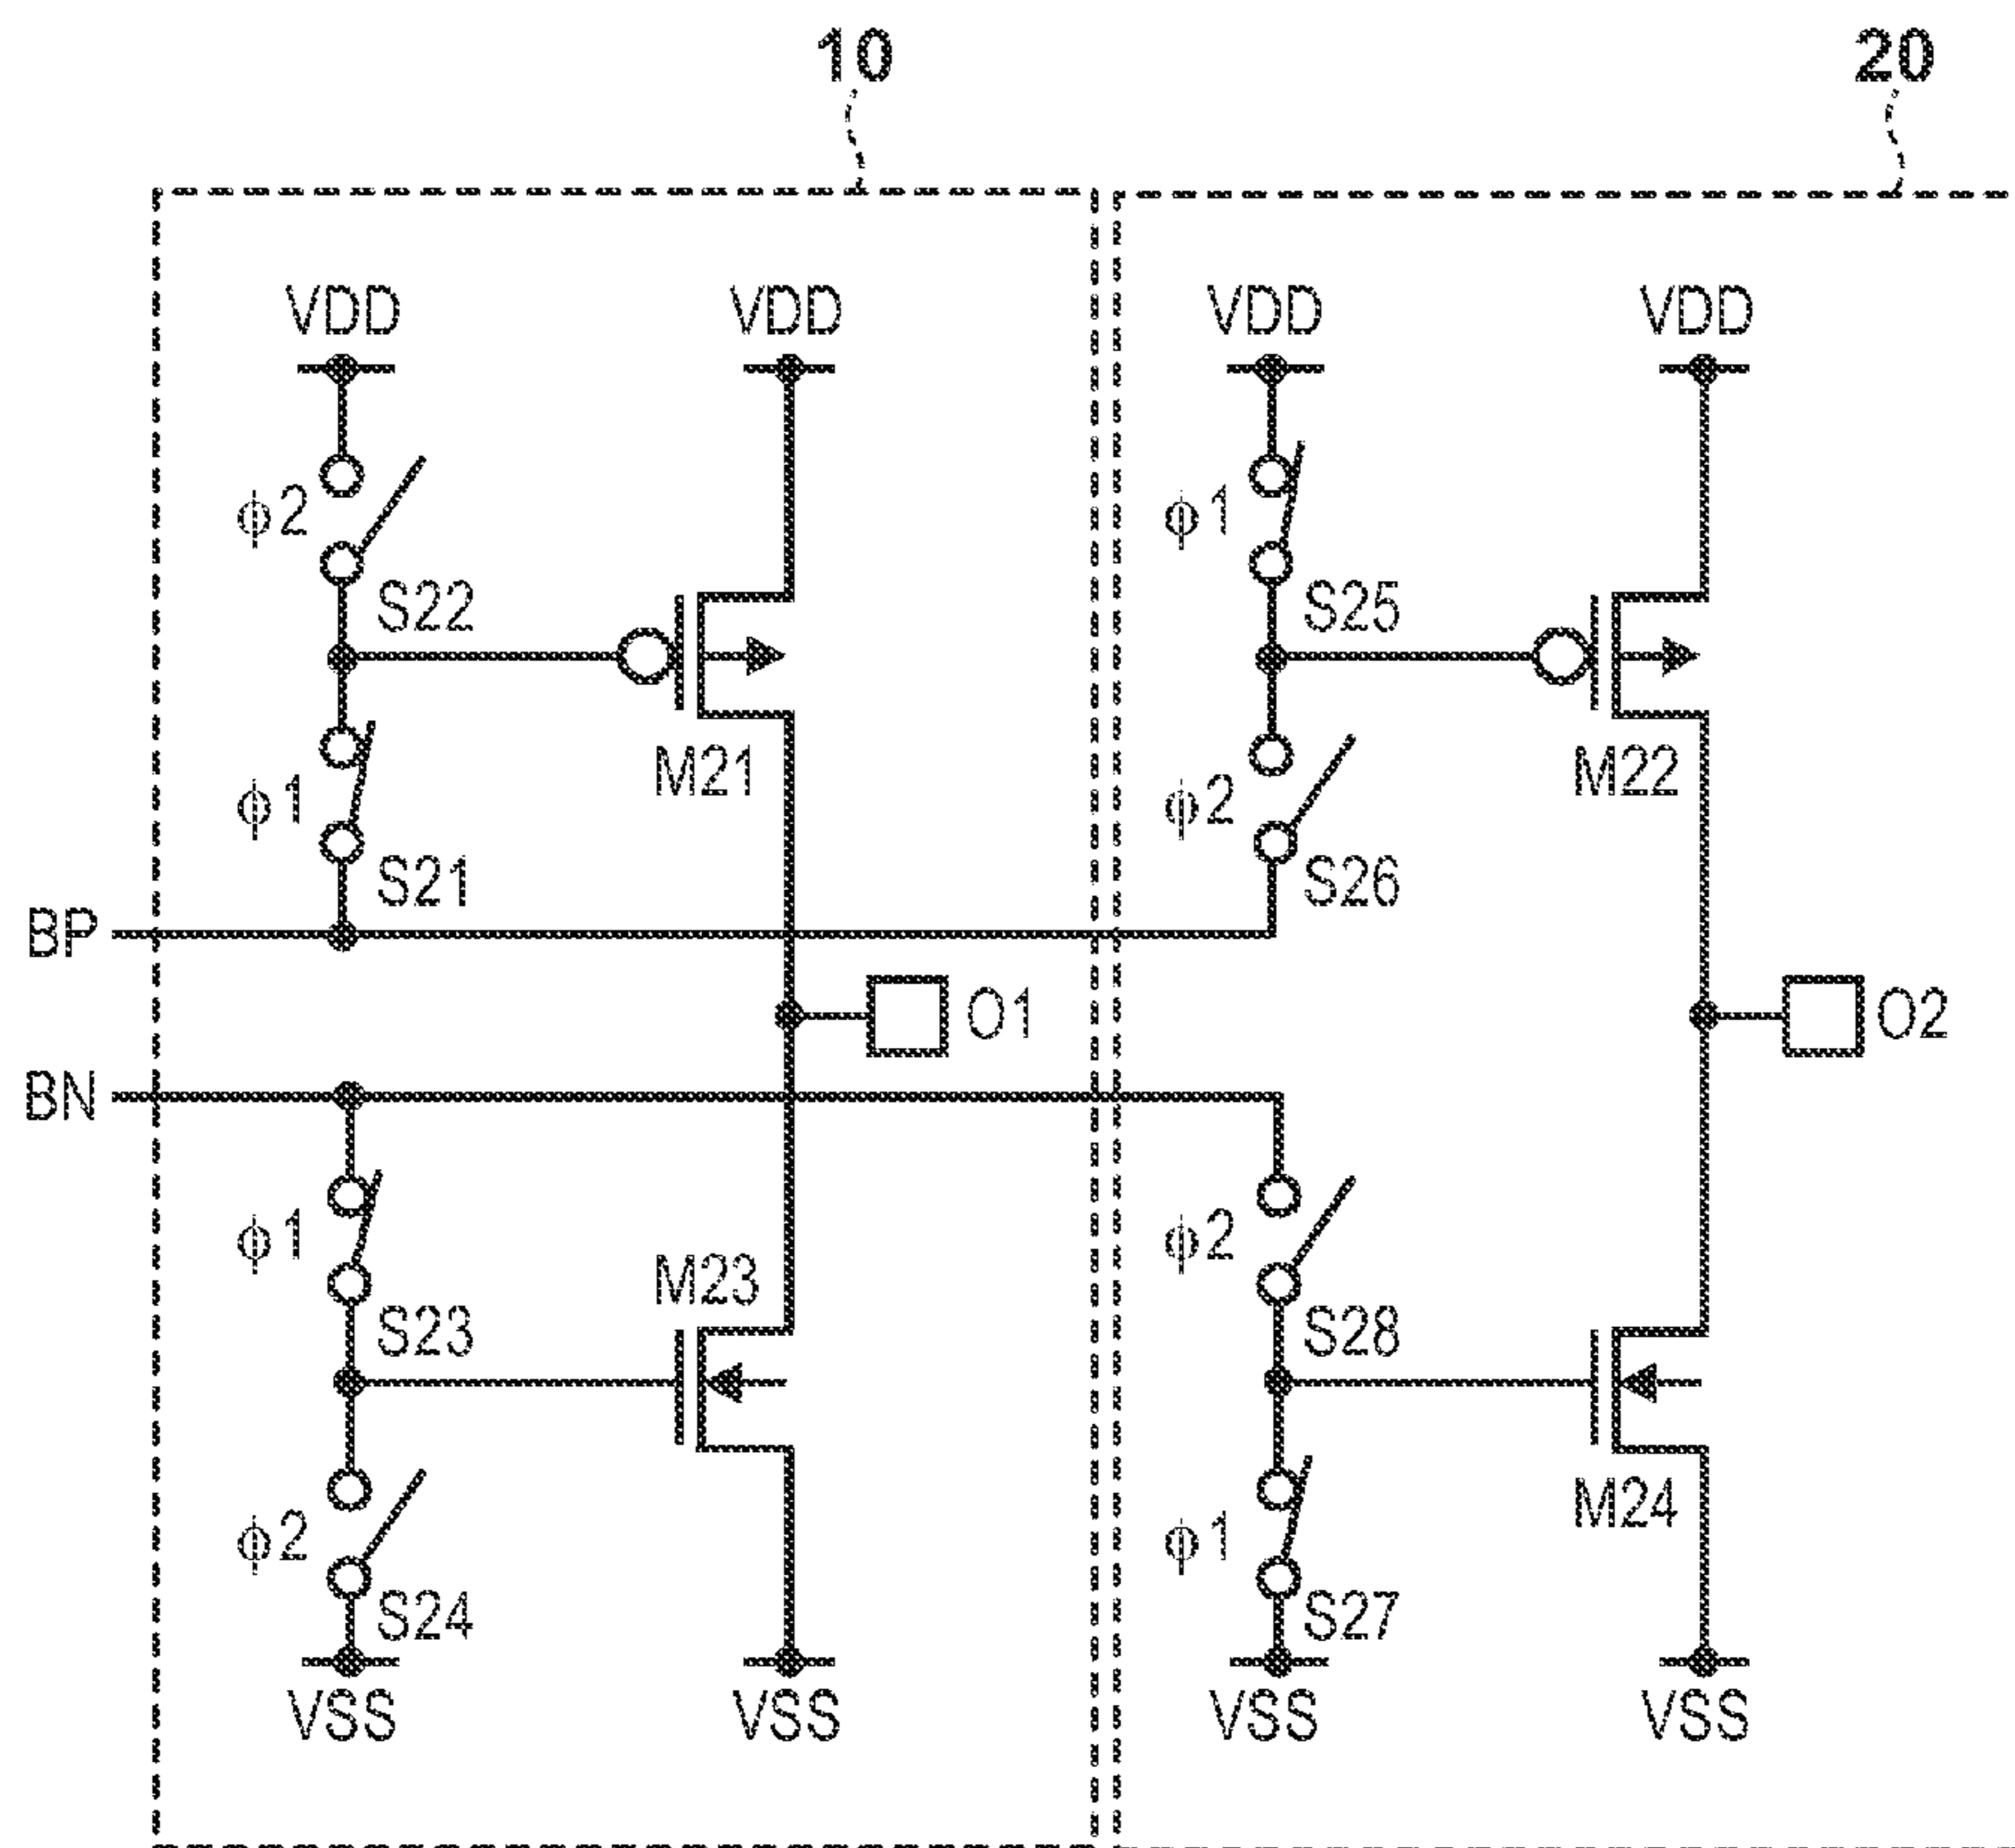 10 20
VDD VDD VDD VDD
φ2 φ1
S22 S25
M21 M22
φ1 φ2
S21 S26
BP
O1 O2
BN
φ1 φ2
M23
S23 S28
M24
φ2 φ1
S24 S27
VSS VSS VSS VSS